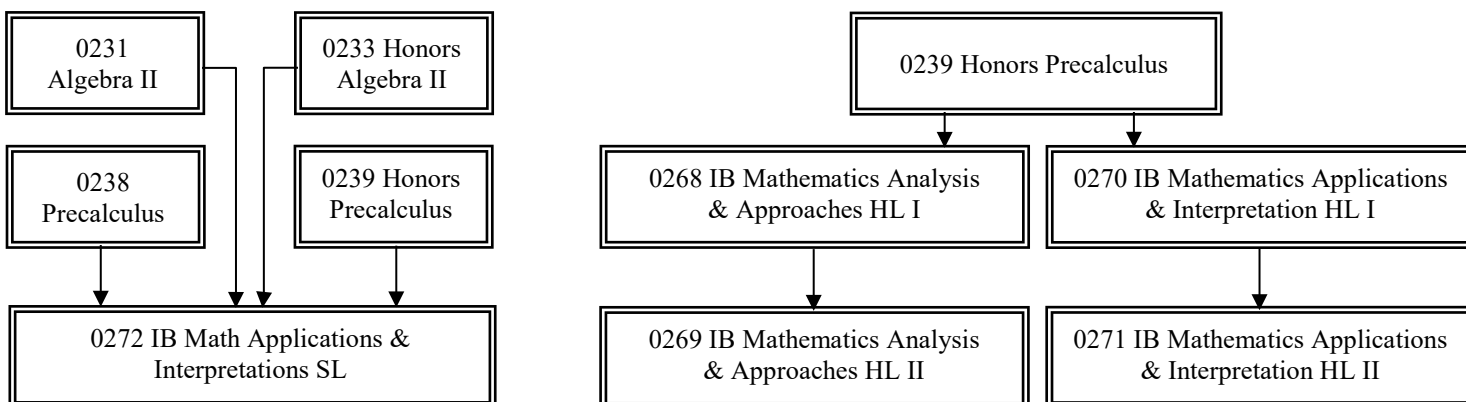 0231
Algebra II
0233 Honors
Algebra II
0238
Precalculus
0239 Honors
Precalculus
0272 IB Math Applications &
Interpretations SL
0239 Honors Precalculus
0268 IB Mathematics Analysis
& Approaches HL I
0270 IB Mathematics Applications
& Interpretation HL I
0269 IB Mathematics Analysis
& Approaches HL II
0271 IB Mathematics Applications
& Interpretation HL II